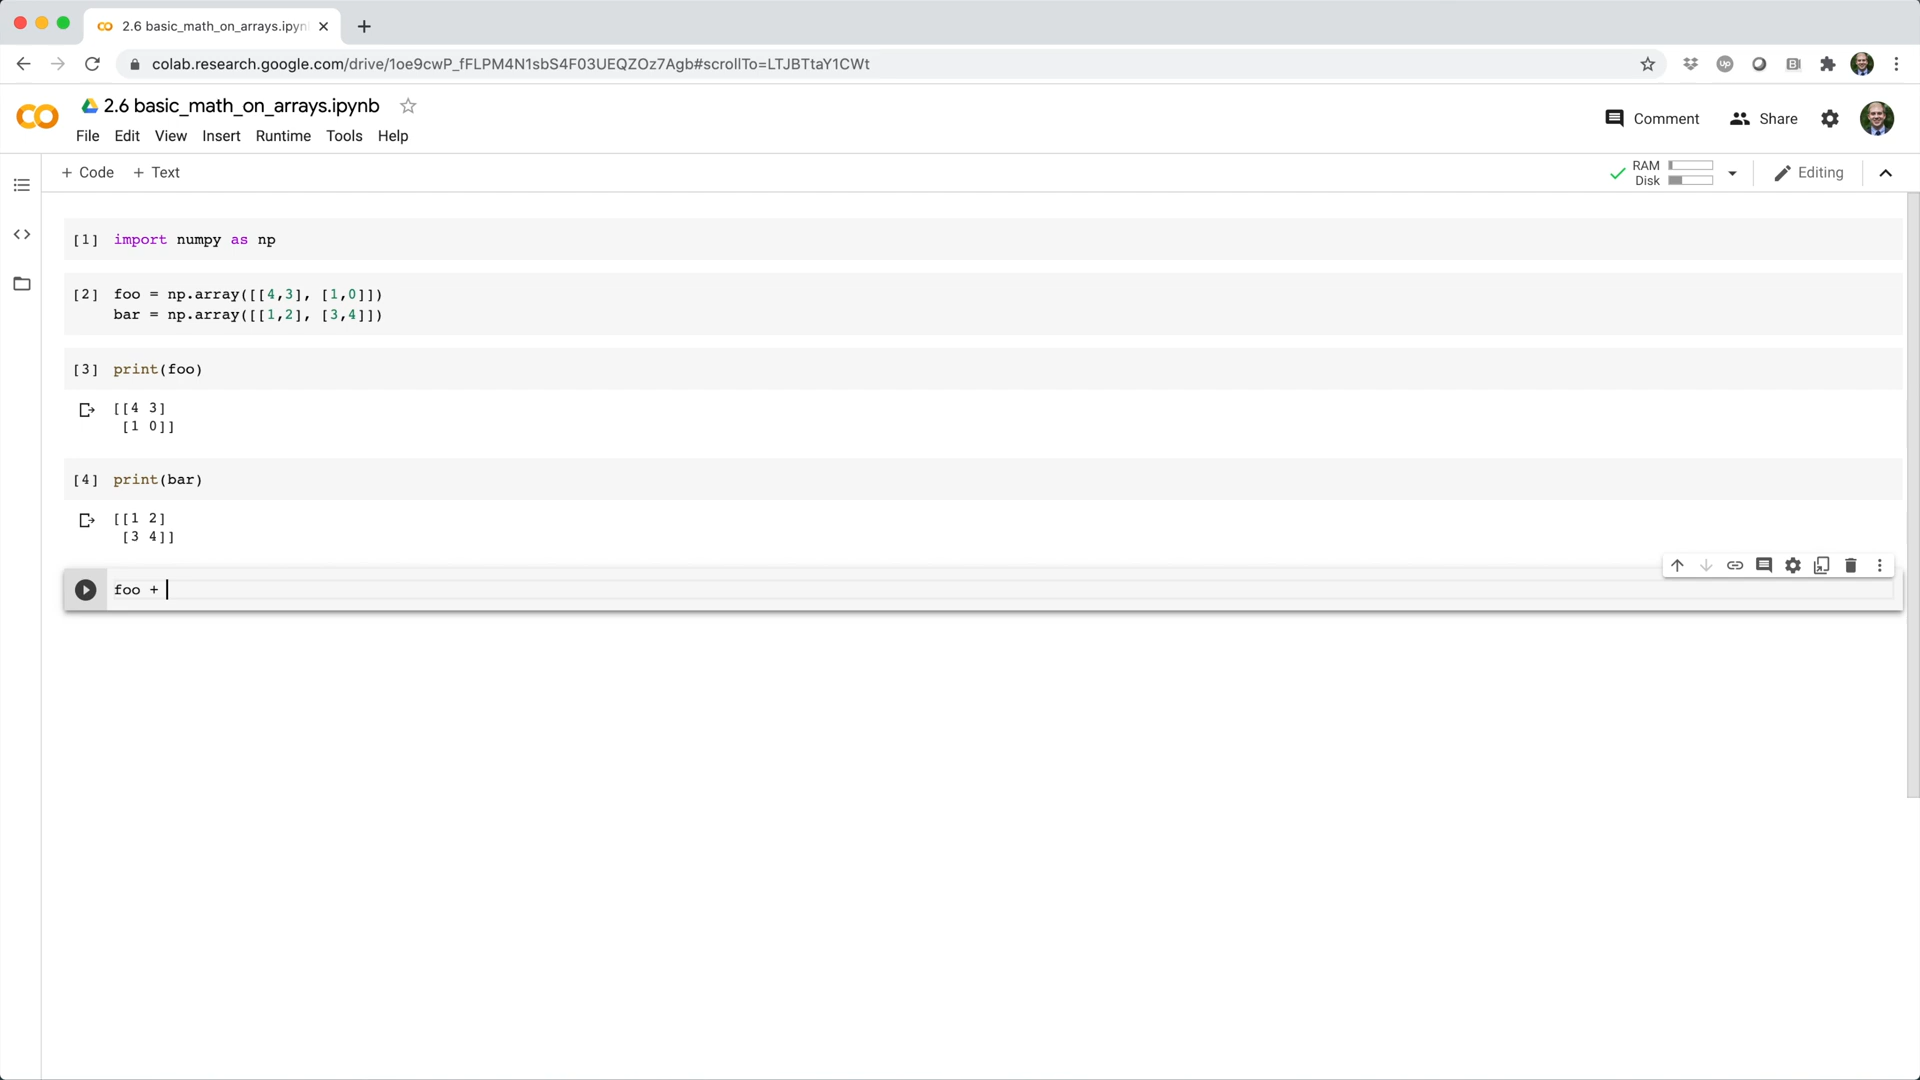 2.6 basic_math_on_arrays.ipyn
colab.research.google.com/drive/1oe9cwP_fFLPM4N1sbS4F03UEQZOz7Agb#scrollTo=LTJBTtaY1CWt
2.6 basic_math_on_arrays.ipynb
File Edit View Insert Runtime Tools Help
Comment Share
+ Code + Text
RAM
Disk
Editing
[1] import numpy as np
[2] foo = np.array([[4,3], [1,0]])
bar = np.array([[1,2], [3,4]])
[3] print(foo)
[[4 3]
[1 0]]
[4] print(bar)
[[1 2]
[3 4]]
foo +